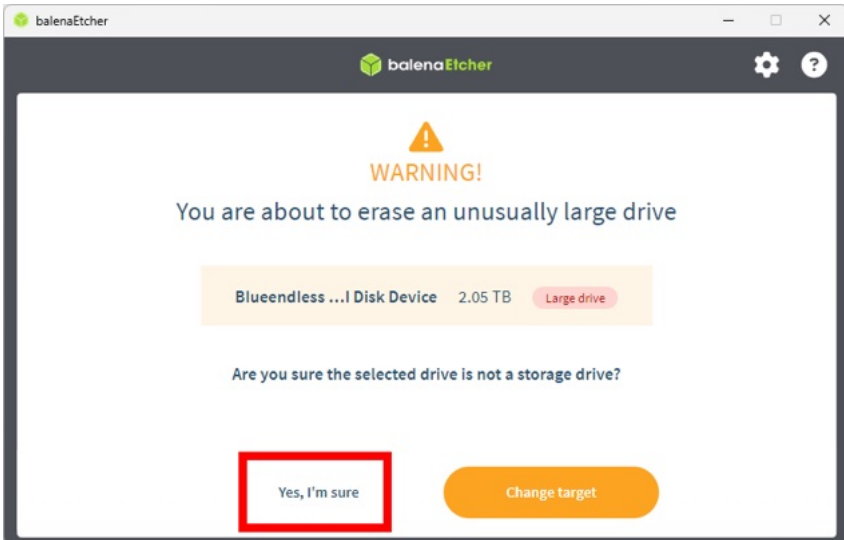 balenaEtcher
balenaEtcher
WARNING!
You are about to erase an unusually large drive
Blueendless ...I Disk Device 2.05 TB Large drive
Are you sure the selected drive is not a storage drive?
Yes, I'm sure Change target